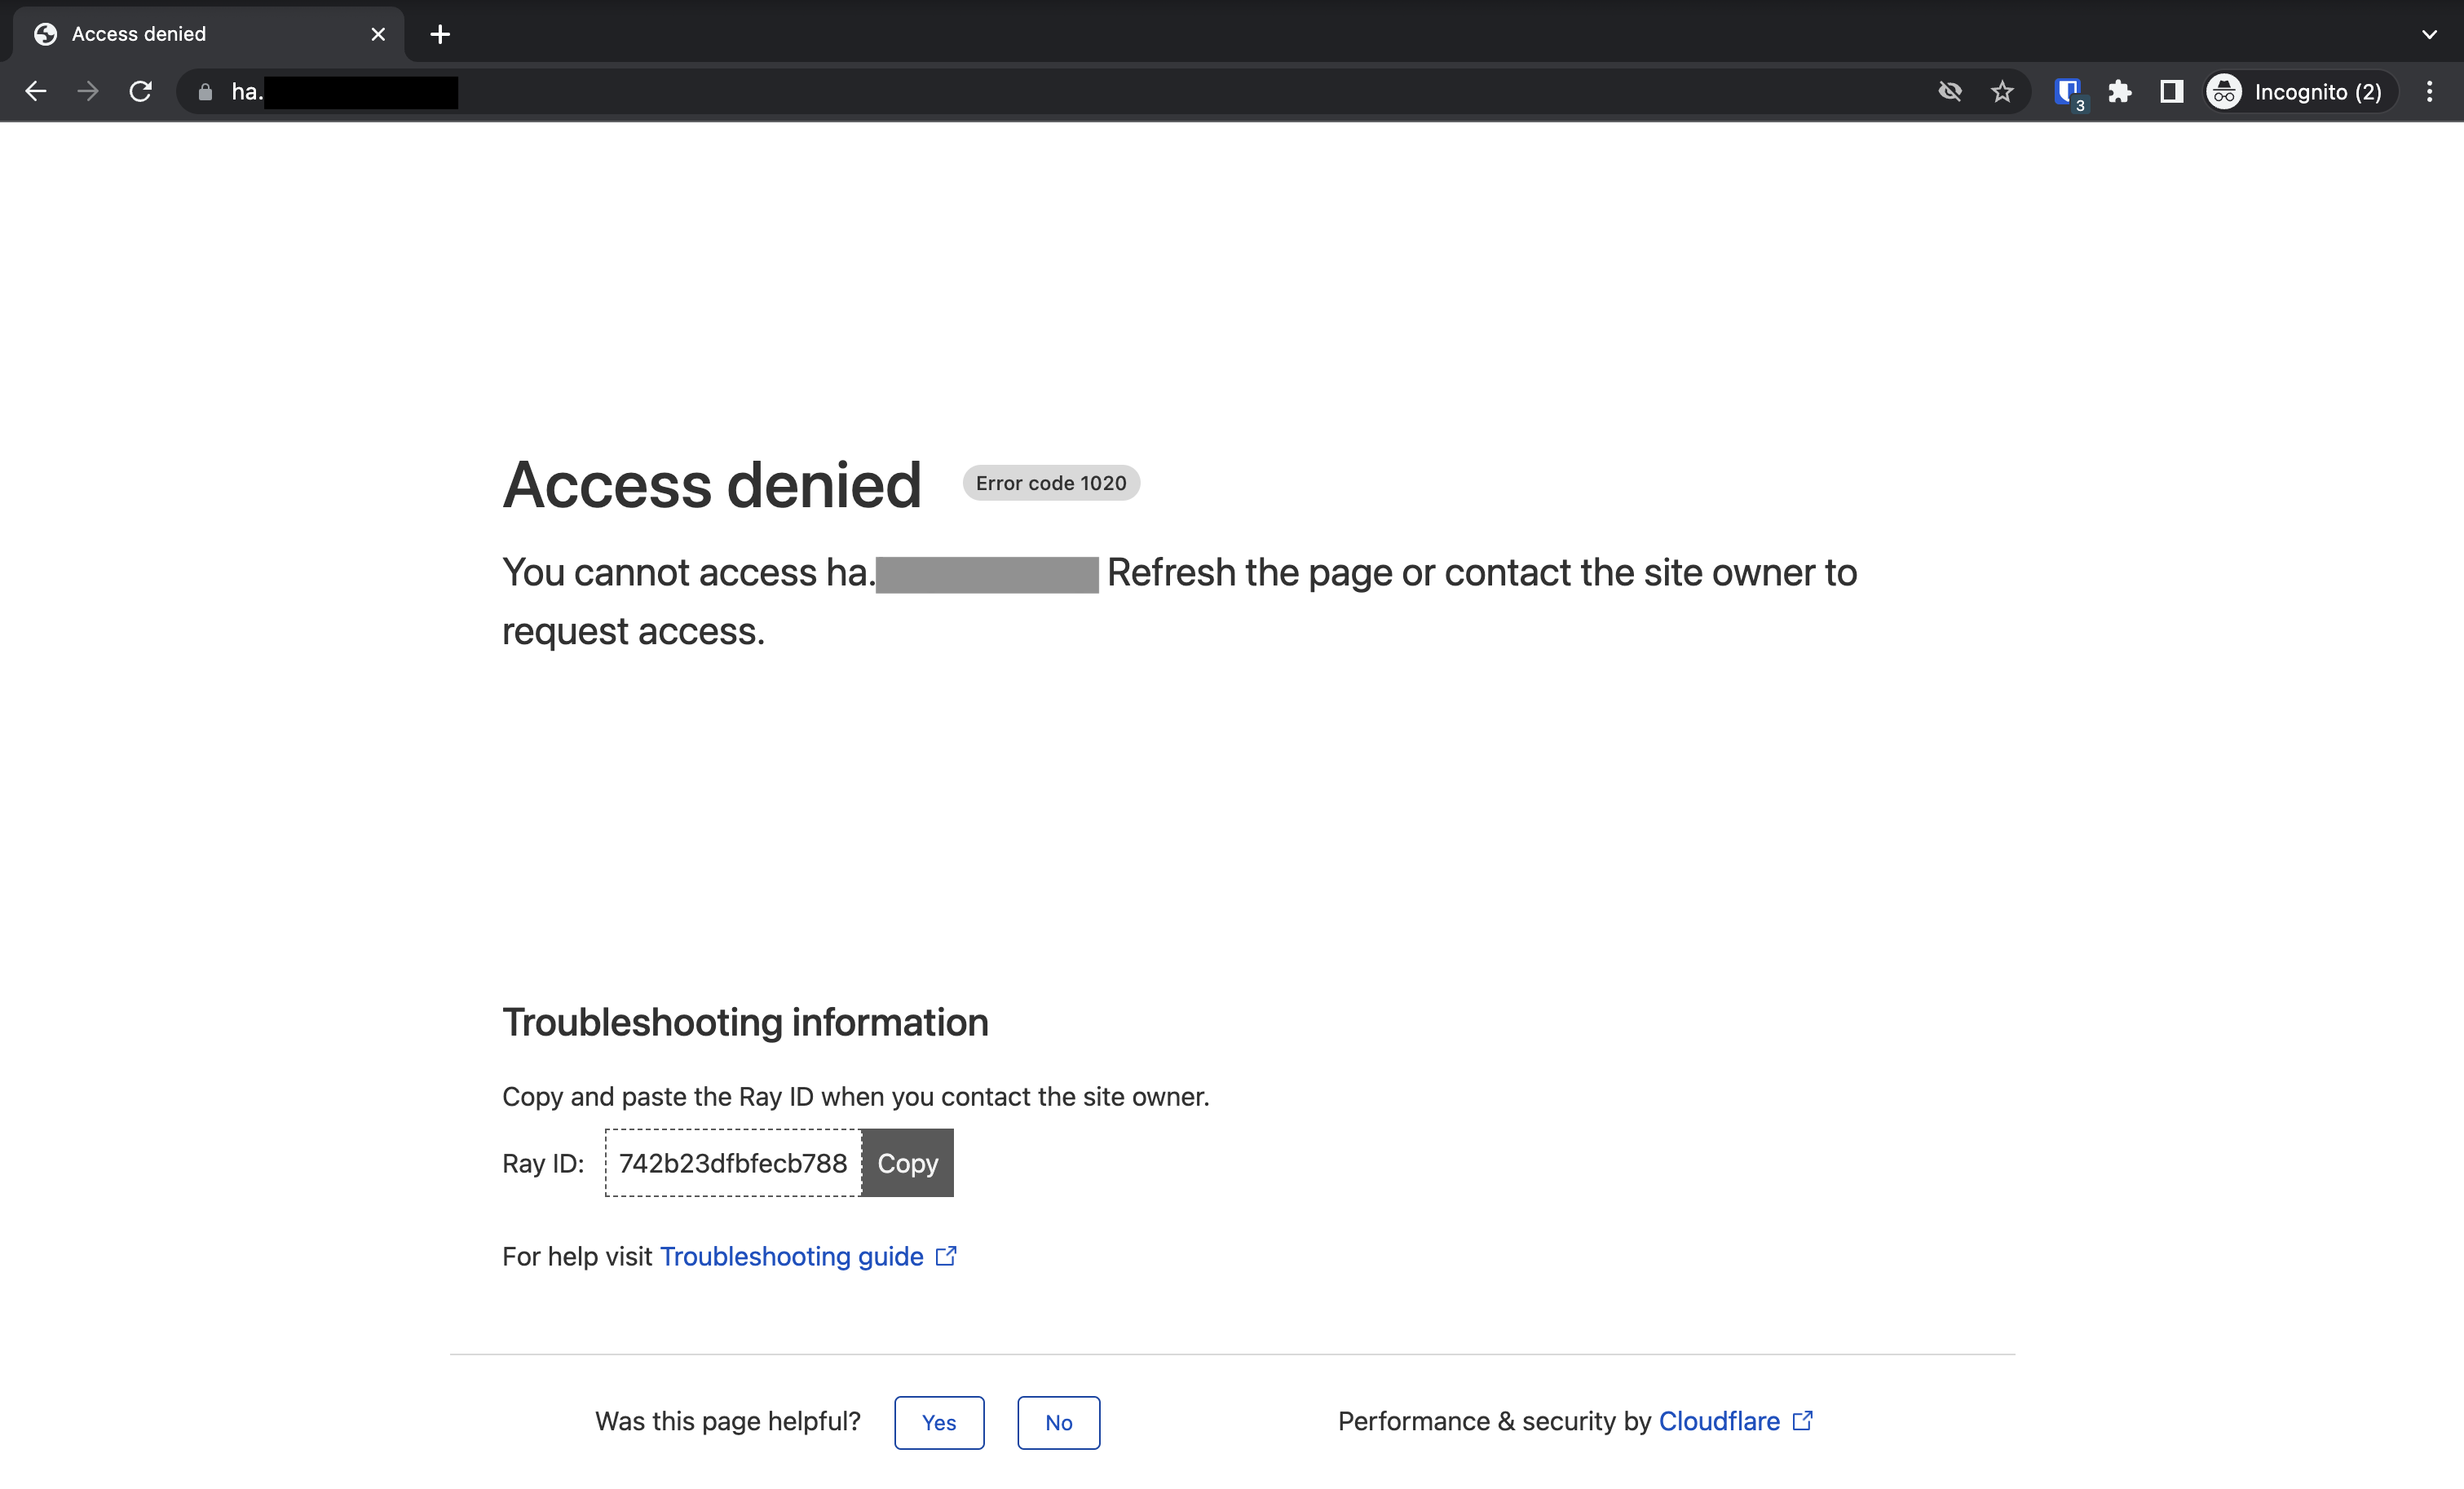 Access denied
ha.
3
Incognito (2)
Access denied Error code 1020
You cannot access ha. Refresh the page or contact the site owner to
request access.
Troubleshooting information
Copy and paste the Ray ID when you contact the site owner.
Ray ID: 742b23dfbfecb788 Copy
For help visit Troubleshooting guide
Was this page helpful? Yes No Performance & security by Cloudflare